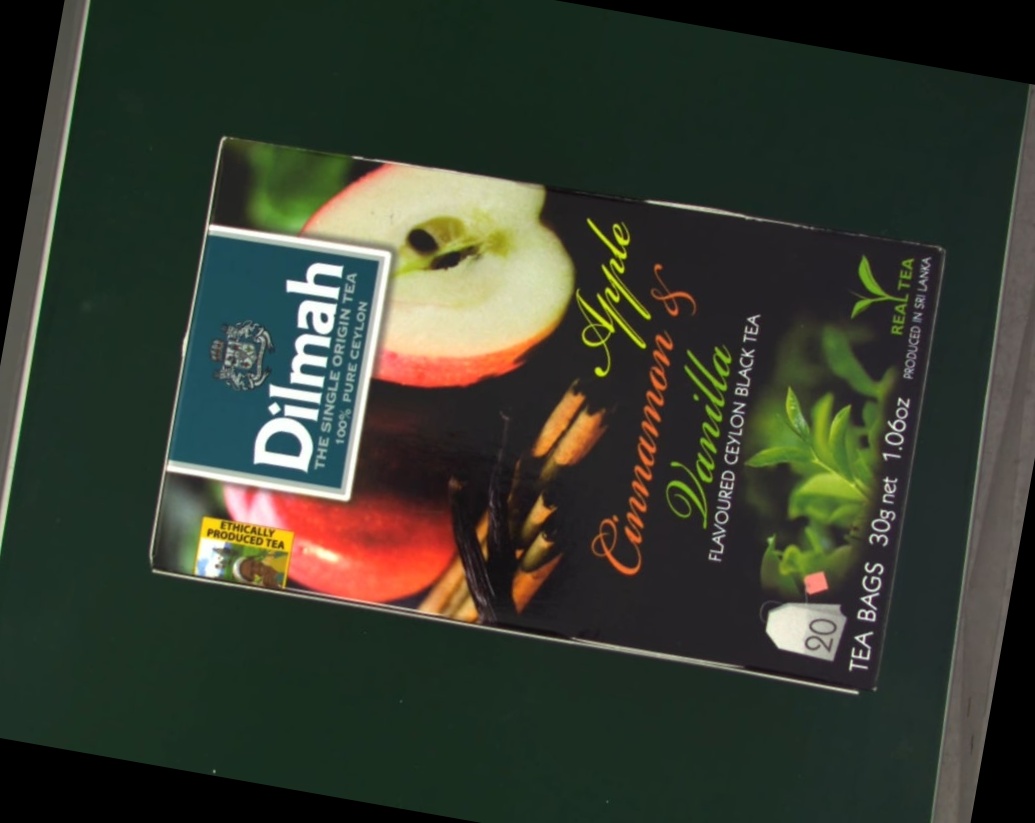 Dilmah
THE SINGLE ORIGIN TEA
100% PURE CEYLON
ETHICALLY
PRODUCED TEA
Apple
Cinnamon &
Vanilla
FLAVOURED CEYLON BLACK TEA
REAL TEA
PRODUCED IN SRI LANKA
20
TEA BAGS 30g net 1.06oz